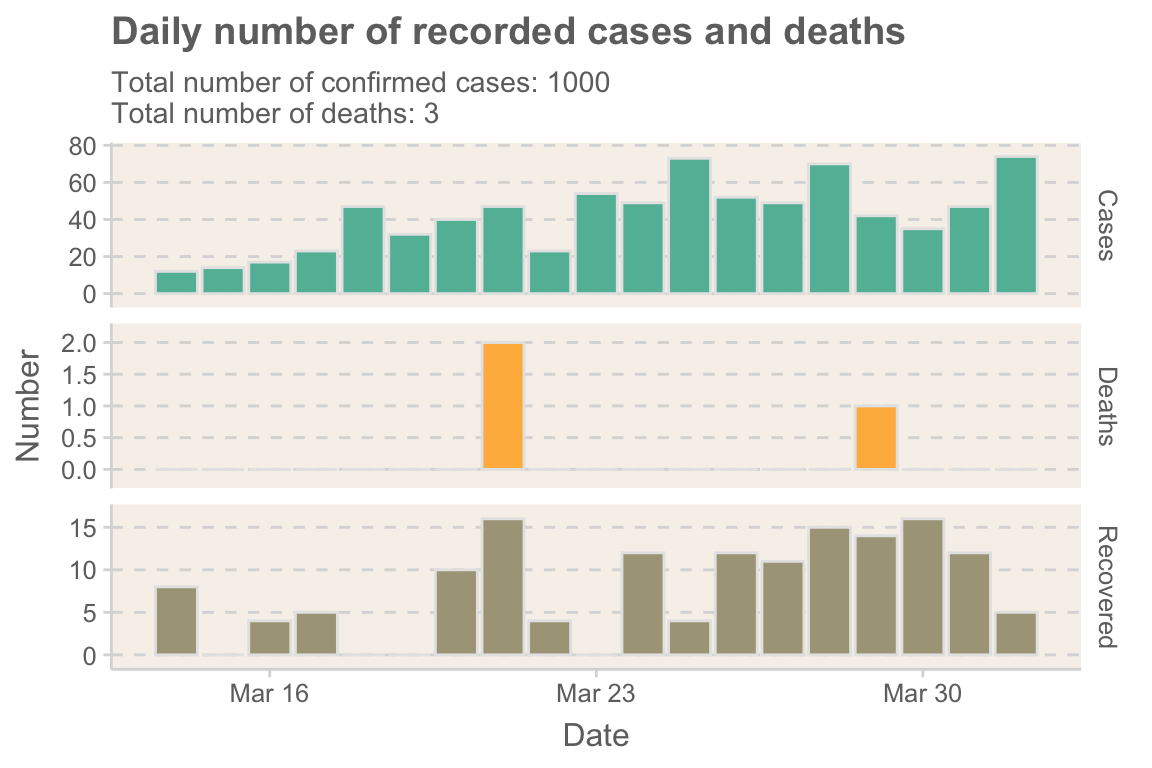 Daily number of recorded cases and deaths
Total number of confirmed cases: 1000
Total number of deaths: 3
80
60
40
20
0
Cases
Number
2.0
1.5
1.0
0.5
0.0
Deaths
15
10
5
0
Recovered
Mar 16 Mar 23 Mar 30
Date